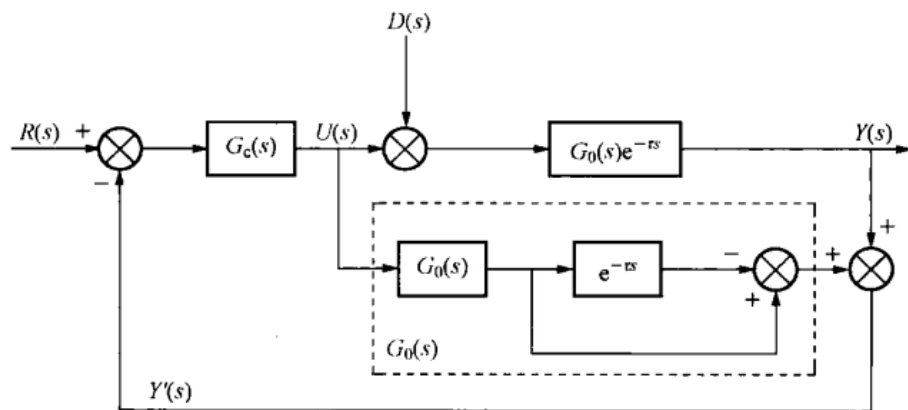 D(s)
R(s) + G_c(s) U(s) G_0(s)e^{-τs} Y(s)
−
+
G_0(s) e^{-τs} − +
+
G_0(s)
Y'(s)